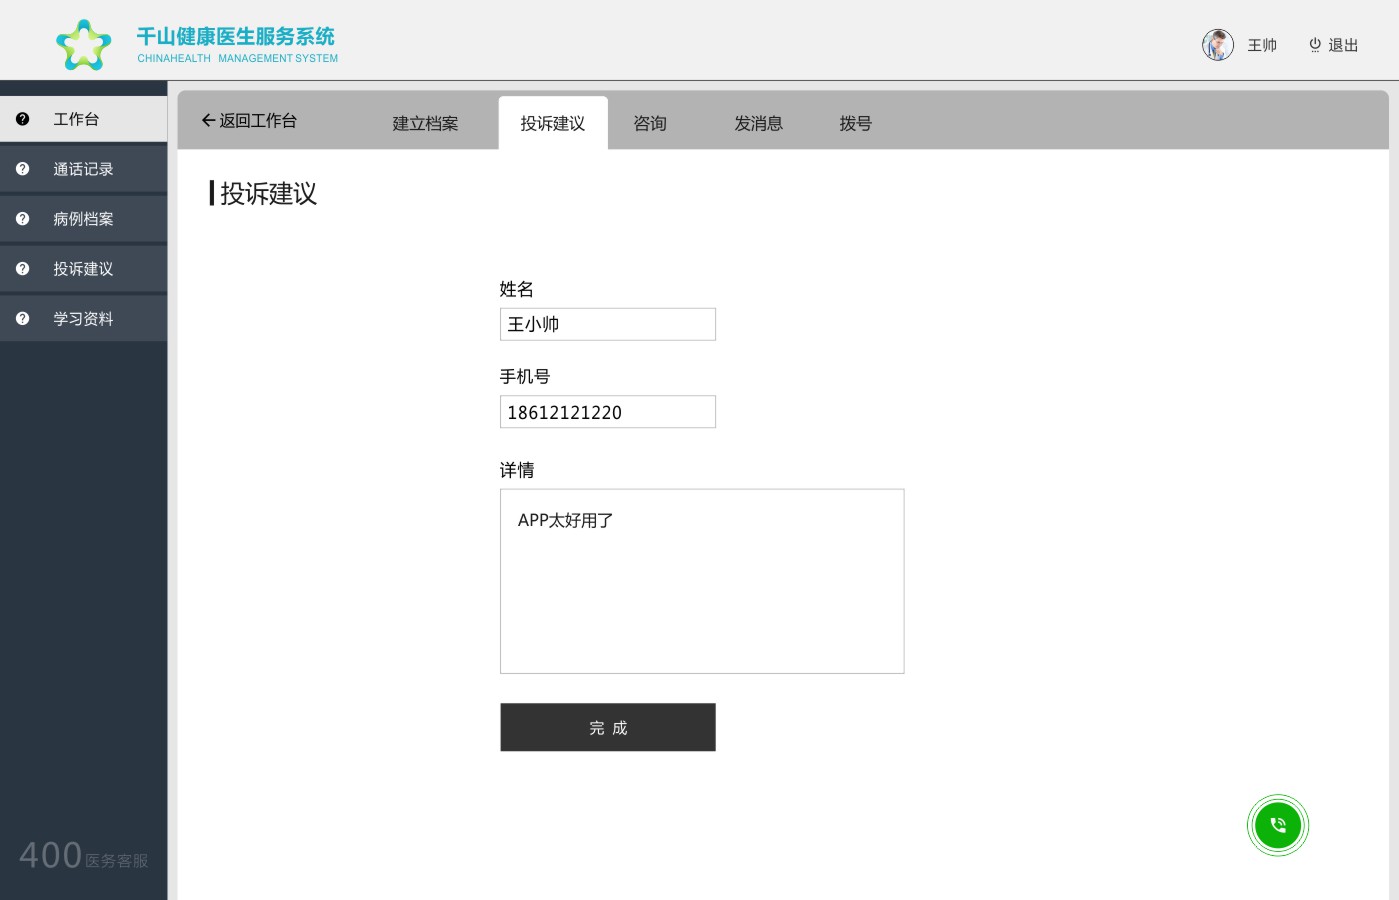 千山健康医生服务系统
CHINAHEALTH MANAGEMENT SYSTEM
王帅
退出
工作台
通话记录
病例档案
投诉建议
学习资料
400医务客服
返回工作台
建立档案
投诉建议
咨询
发消息
拨号
投诉建议
姓名
王小帅
手机号
18612121220
详情
APP太好用了
完 成